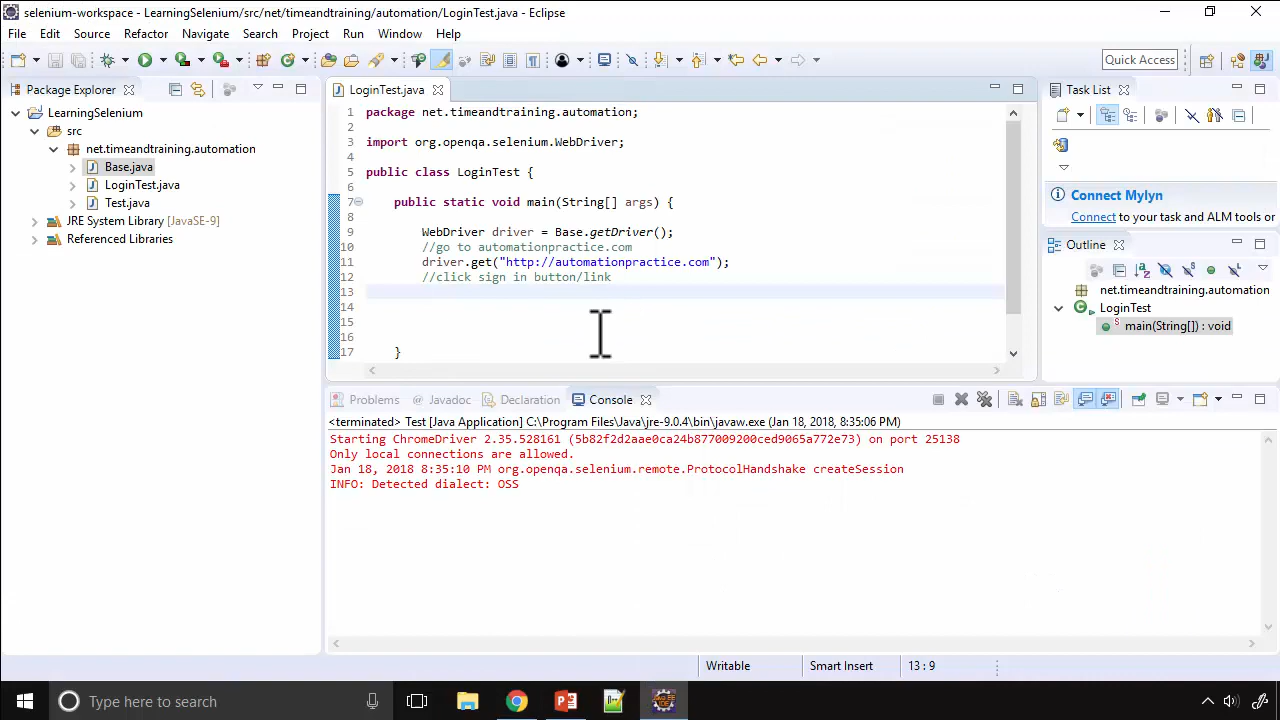 selenium-workspace - LearningSelenium/src/net/timeandtraining/automation/LoginTest.java - Eclipse
File Edit Source Refactor Navigate Search Project Run Window Help
Quick Access
Package Explorer
LearningSelenium
src
net.timeandtraining.automation
Base.java
LoginTest.java
Test.java
JRE System Library [JavaSE-9]
Referenced Libraries
LoginTest.java
1 package net.timeandtraining.automation;
2
3 import org.openqa.selenium.WebDriver;
4
5 public class LoginTest {
6
7 public static void main(String[] args) {
8
9 WebDriver driver = Base.getDriver();
10 //go to automationpractice.com
11 driver.get("http://automationpractice.com");
12 //click sign in button/link
13
14
15
16
17 }
Task List
Connect Mylyn
Connect to your task and ALM tools or
Outline
net.timeandtraining.automation
LoginTest
main(String[]) : void
Problems Javadoc Declaration Console
<terminated> Test [Java Application] C:\Program Files\Java\jre-9.0.4\bin\javaw.exe (Jan 18, 2018, 8:35:06 PM)
Starting ChromeDriver 2.35.528161 (5b82f2d2aae0ca24b877009200ced9065a772e73) on port 25138
Only local connections are allowed.
Jan 18, 2018 8:35:10 PM org.openqa.selenium.remote.ProtocolHandshake createSession
INFO: Detected dialect: OSS
Writable Smart Insert 13 : 9
Type here to search